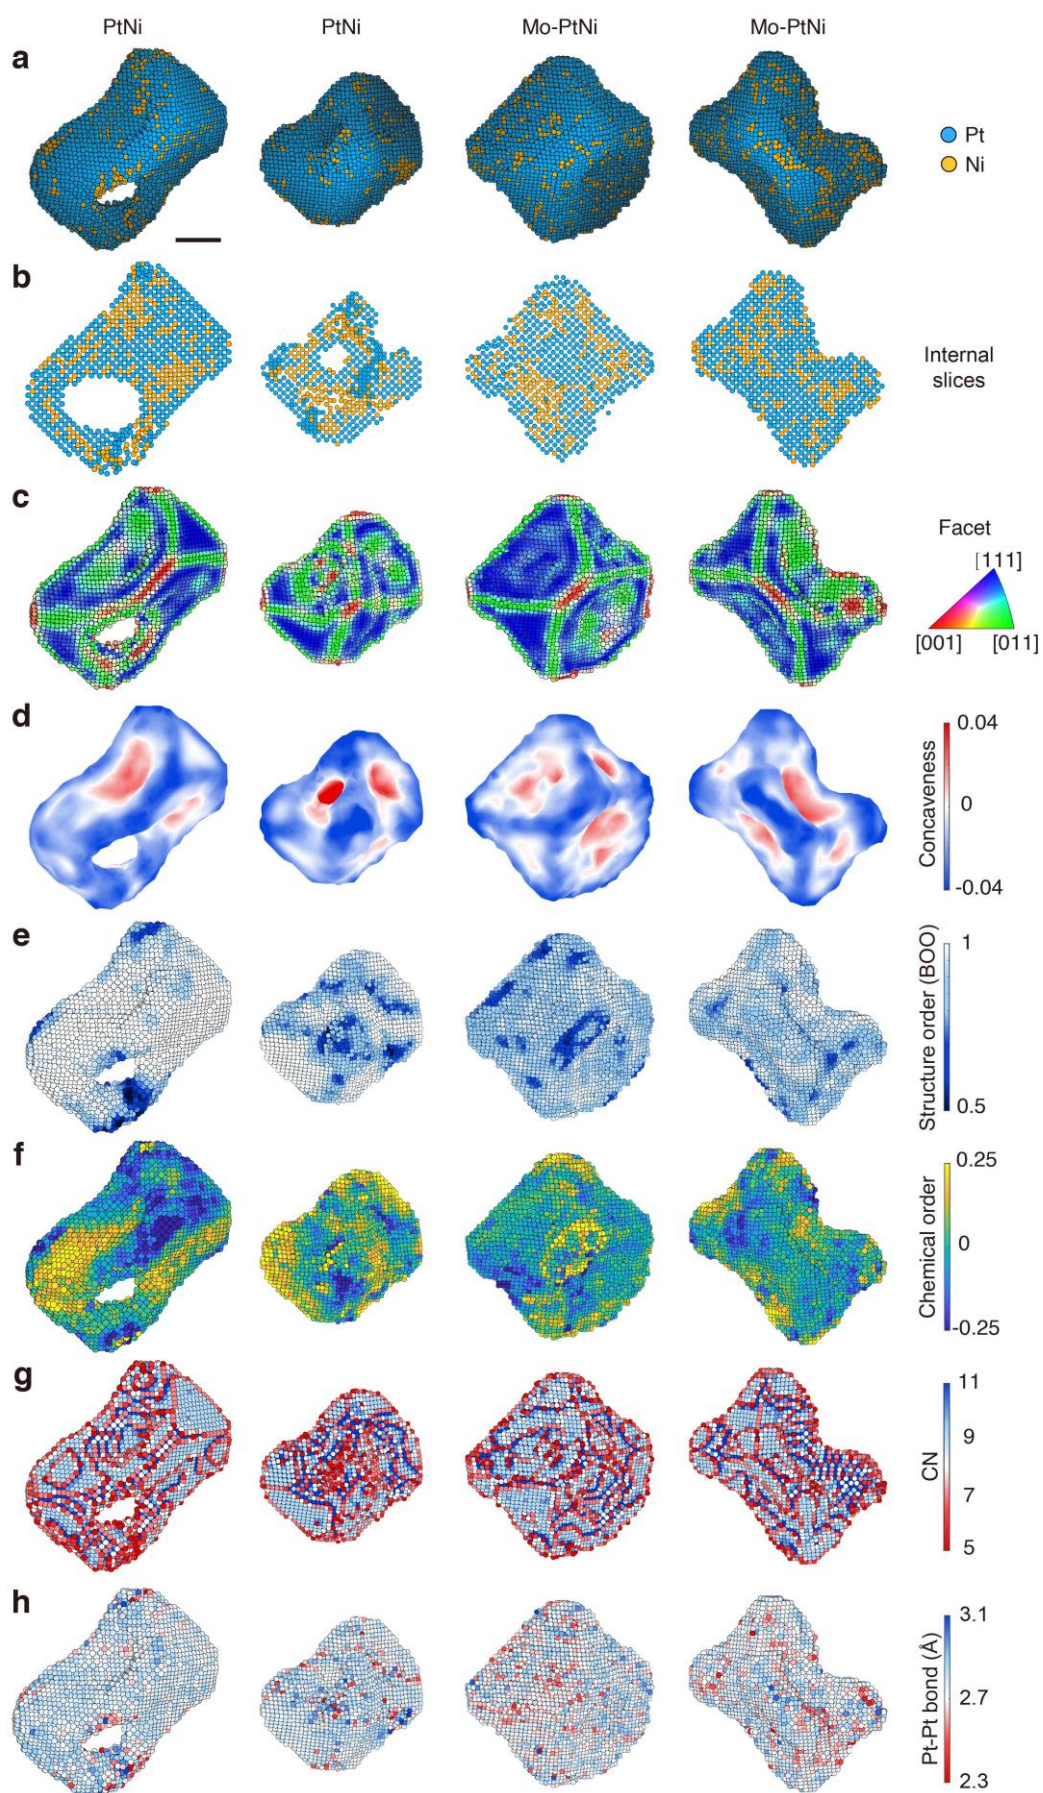 PtNi
PtNi
Mo-PtNi
Mo-PtNi
a
Pt
Ni
b
Internal
slices
c
Facet
[111]
[001]
[011]
d
0.04
0
-0.04
Concaveness
e
1
0.5
Structure order (BOO)
f
0.25
0
-0.25
Chemical order
g
11
9
7
5
CN
h
3.1
2.7
2.3
Pt-Pt bond (Å)